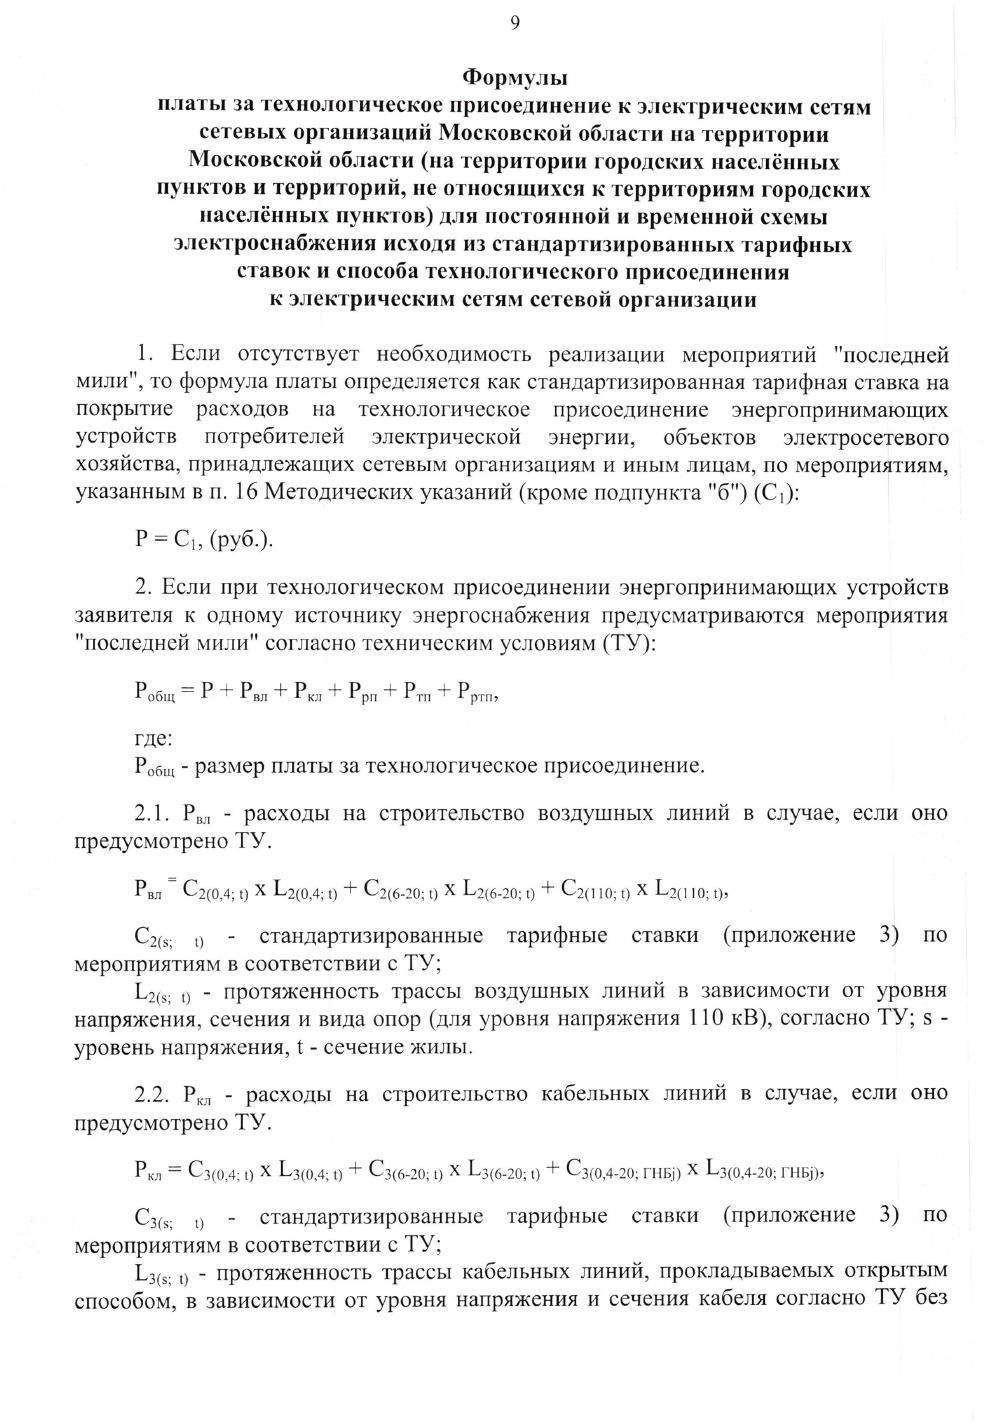 9
Формулы
платы за технологическое присоединение к электрическим сетям
сетевых организаций Московской области на территории
Московской области (на территории городских населённых
пунктов и территорий, не относящихся к территориям городских
населённых пунктов) для постоянной и временной схемы
электроснабжения исходя из стандартизированных тарифных
ставок и способа технологического присоединения
к электрическим сетям сетевой организации
1. Если отсутствует необходимость реализации мероприятий "последней
мили", то формула платы определяется как стандартизированная тарифная ставка на
покрытие расходов на технологическое присоединение энергопринимающих
устройств потребителей электрической энергии, объектов электросетевого
хозяйства, принадлежащих сетевым организациям и иным лицам, по мероприятиям,
указанным в п. 16 Методических указаний (кроме подпункта "б") (C₁):
P = C₁, (руб.).
2. Если при технологическом присоединении энергопринимающих устройств
заявителя к одному источнику энергоснабжения предусматриваются мероприятия
"последней мили" согласно техническим условиям (ТУ):
Pобщ = P + Pвл + Pкл + Pрп + Pтп + Pртп,
где:
Pобщ - размер платы за технологическое присоединение.
2.1. Pвл - расходы на строительство воздушных линий в случае, если оно
предусмотрено ТУ.
Pвл = C2(0,4; t) x L2(0,4; t) + C2(6-20; t) x L2(6-20; t) + C2(110; t) x L2(110; t),
C2(s; t) - стандартизированные тарифные ставки (приложение 3) по
мероприятиям в соответствии с ТУ;
L2(s; t) - протяженность трассы воздушных линий в зависимости от уровня
напряжения, сечения и вида опор (для уровня напряжения 110 кВ), согласно ТУ; s -
уровень напряжения, t - сечение жилы.
2.2. Pкл - расходы на строительство кабельных линий в случае, если оно
предусмотрено ТУ.
Pкл = C3(0,4; t) x L3(0,4; t) + C3(6-20; t) x L3(6-20; t) + C3(0,4-20; ГНБj) x L3(0,4-20; ГНБj),
C3(s; t) - стандартизированные тарифные ставки (приложение 3) по
мероприятиям в соответствии с ТУ;
L3(s; t) - протяженность трассы кабельных линий, прокладываемых открытым
способом, в зависимости от уровня напряжения и сечения кабеля согласно ТУ без